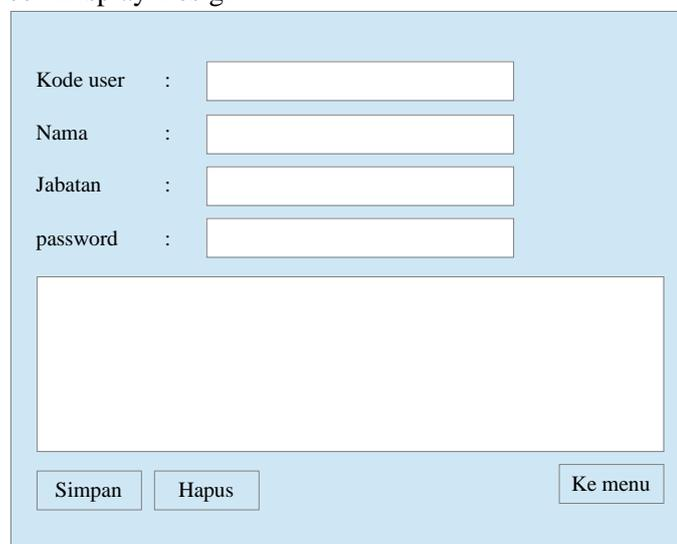 Kode user :
Nama :
Jabatan :
password :
Simpan Hapus Ke menu